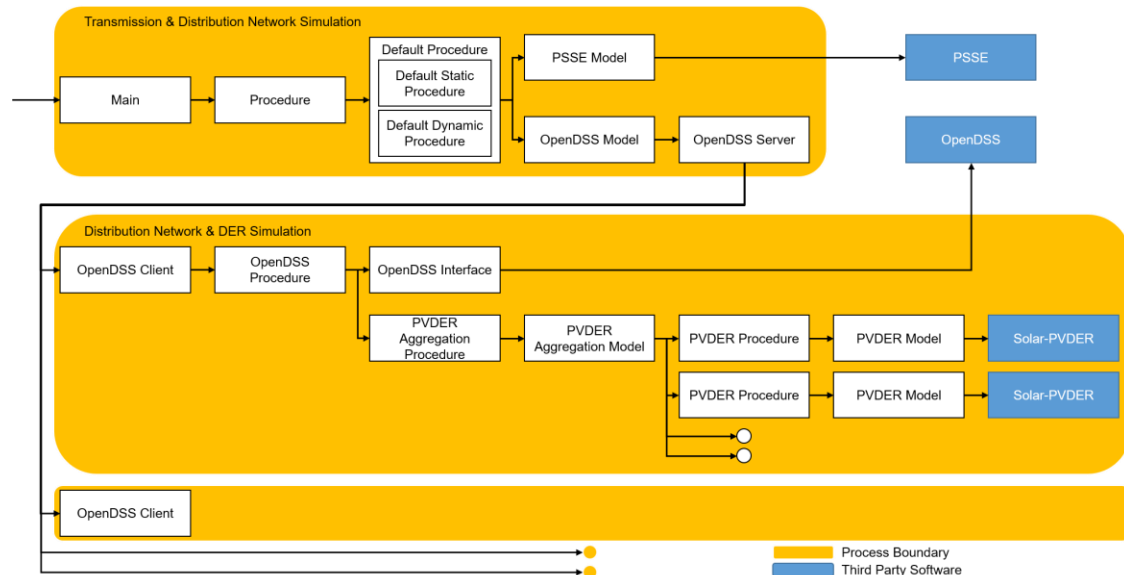 Transmission & Distribution Network Simulation
Main
Procedure
Default Procedure
Default Static
Procedure
Default Dynamic
Procedure
PSSE Model
OpenDSS Model
OpenDSS Server
PSSE
OpenDSS
Distribution Network & DER Simulation
OpenDSS Client
OpenDSS
Procedure
OpenDSS Interface
PVDER
Aggregation
Procedure
PVDER
Aggregation Model
PVDER Procedure
PVDER Model
Solar-PVDER
PVDER Procedure
PVDER Model
Solar-PVDER
OpenDSS Client
Process Boundary
Third Party Software